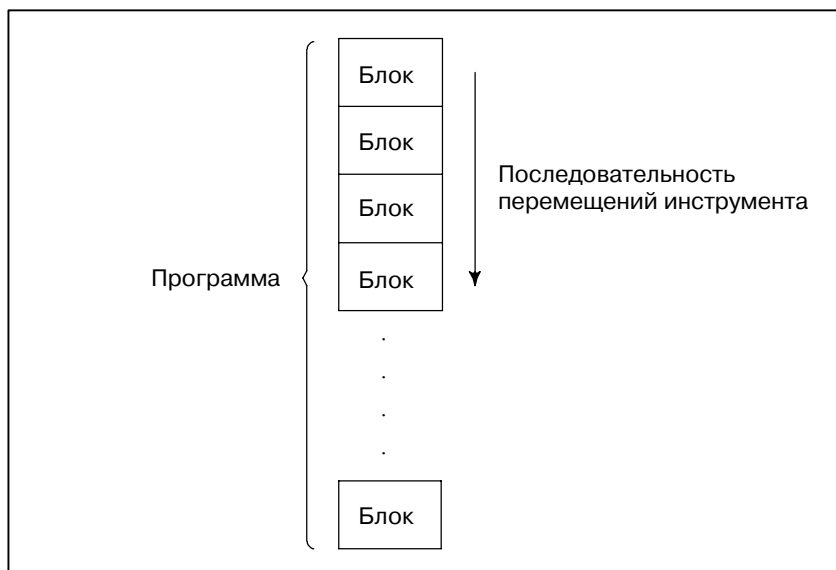 Блок
Блок
Блок
Блок
Последовательность
перемещений инструмента
Программа
Блок